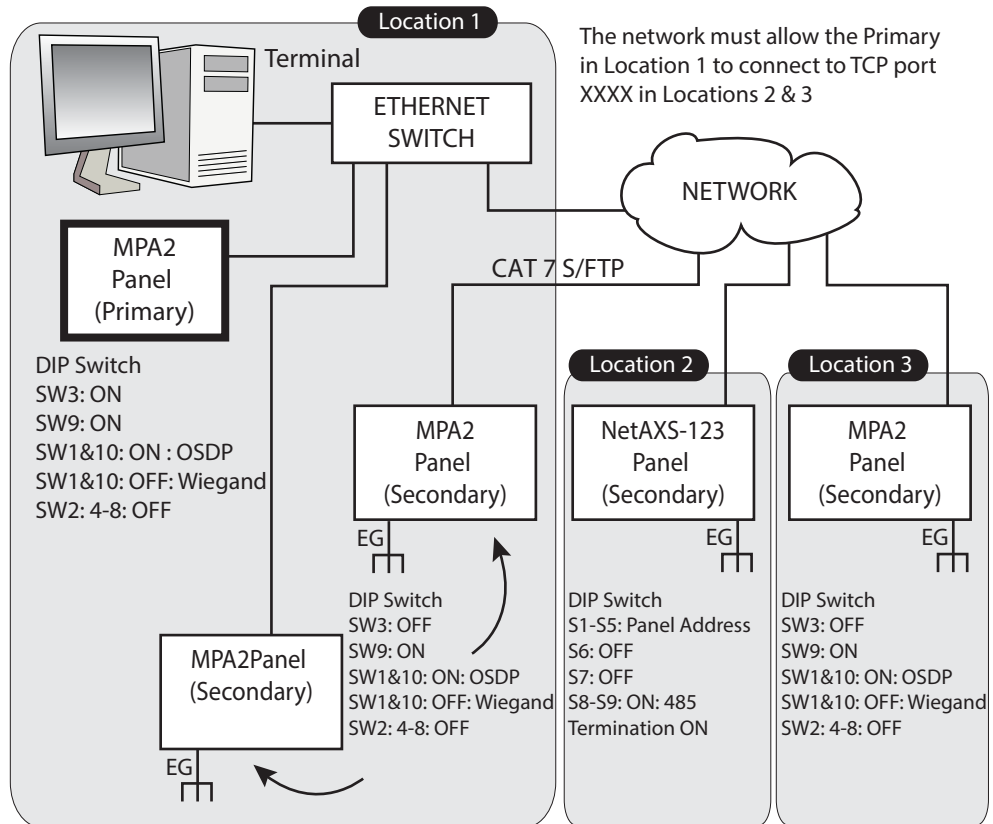 Location 1
Terminal
The network must allow the Primary
in Location 1 to connect to TCP port
XXXX in Locations 2 & 3
ETHERNET
SWITCH
NETWORK
MPA2
Panel
(Primary)
CAT 7 S/FTP
DIP Switch
SW3: ON
SW9: ON
SW1&10: ON : OSDP
SW1&10: OFF: Wiegand
SW2: 4-8: OFF
MPA2
Panel
(Secondary)
EG
DIP Switch
SW3: OFF
SW9: ON
SW1&10: ON: OSDP
SW1&10: OFF: Wiegand
SW2: 4-8: OFF
MPA2Panel
(Secondary)
EG
Location 2
NetAXS-123
Panel
(Secondary)
EG
DIP Switch
S1-S5: Panel Address
S6: OFF
S7: OFF
S8-S9: ON: 485
Termination ON
Location 3
MPA2
Panel
(Secondary)
EG
DIP Switch
SW3: OFF
SW9: ON
SW1&10: ON: OSDP
SW1&10: OFF: Wiegand
SW2: 4-8: OFF